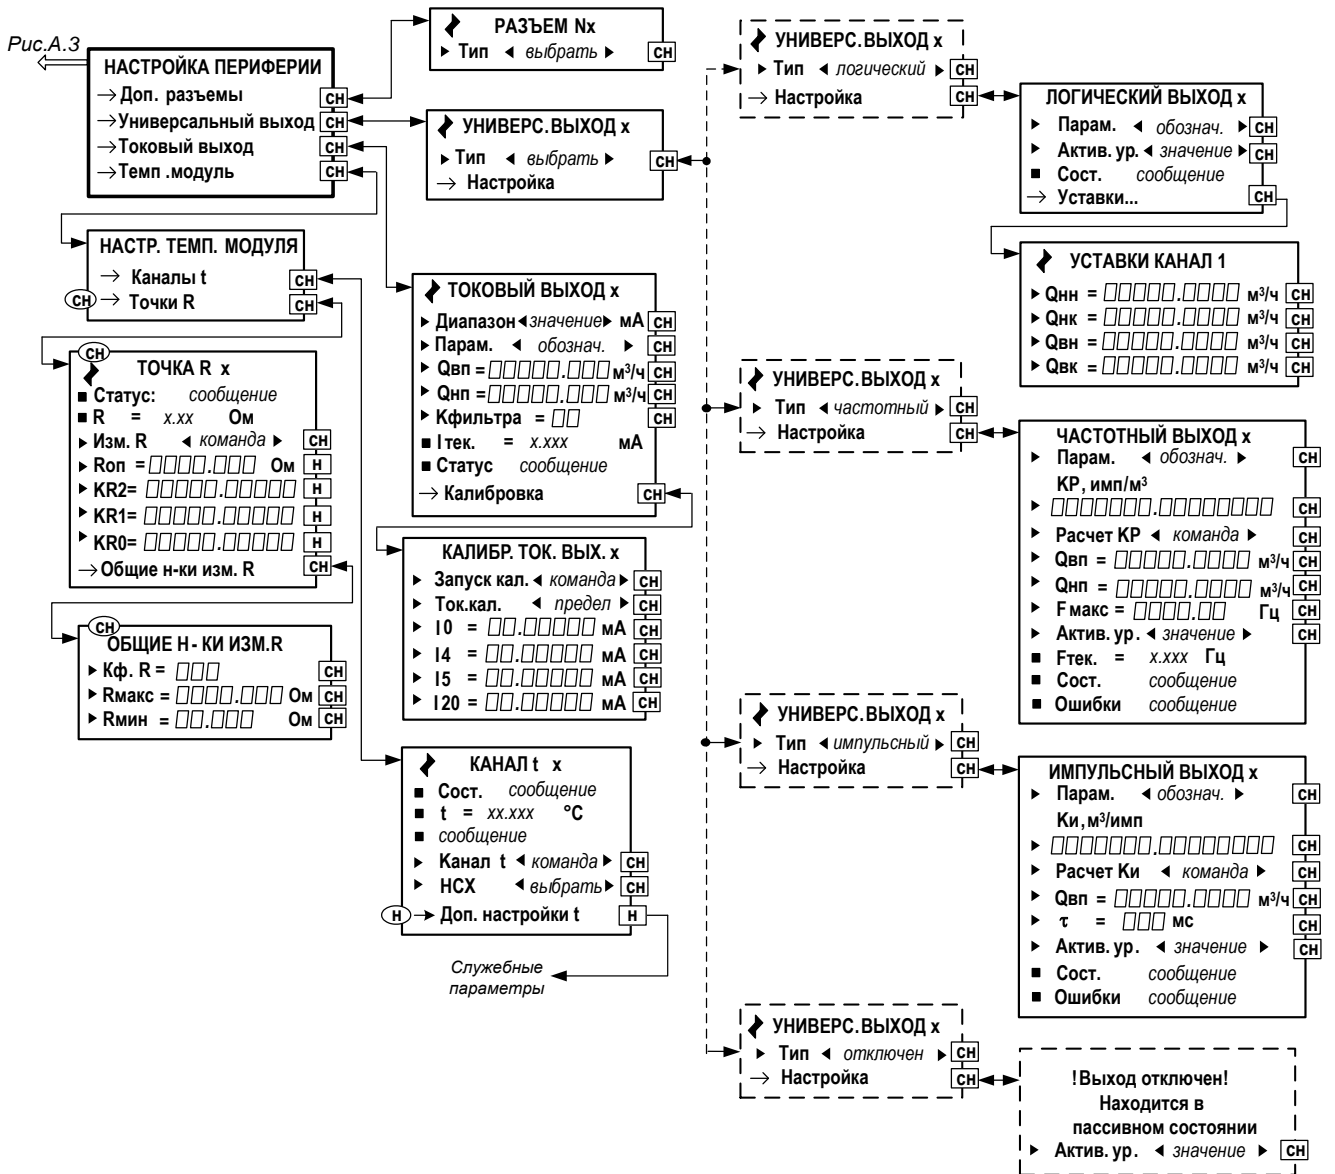 Рис.А.3
НАСТРОЙКА ПЕРИФЕРИИ
→Доп. разъемы СН
→Универсальный выход СН
→Токовый выход СН
→Темп .модуль СН
РАЗЪЕМ Nх
▶ Тип ◀ выбрать ▶ СН
УНИВЕРС.ВЫХОД х
▶ Тип ◀ выбрать ▶ СН
→ Настройка
НАСТР. ТЕМП. МОДУЛЯ
→ Каналы t СН
СН → Точки R СН
СН
ТОЧКА R х
■ Статус: сообщение
■ R = х.хх Ом
▶ Изм. R ◀ команда ▶ СН
▶ Rоп =▯▯▯▯.▯▯▯ Ом Н
▶ KR2= ▯▯▯▯▯.▯▯▯▯▯ Н
▶ KR1= ▯▯▯▯▯.▯▯▯▯▯ Н
▶ KR0= ▯▯▯▯▯.▯▯▯▯▯ Н
→Общие н-ки изм. R СН
СН
ОБЩИЕ Н - КИ ИЗМ.R
▶ Кф. R = ▯▯▯ СН
▶ Rмакс = ▯▯▯▯.▯▯▯ Ом СН
▶ Rмин = ▯▯.▯▯▯ Ом СН
ТОКОВЫЙ ВЫХОД х
▶ Диапазон◀значение▶ мА СН
▶ Парам. ◀ обознач. ▶ СН
▶ Qвп =▯▯▯▯▯.▯▯▯ м³/ч СН
▶ Qнп =▯▯▯▯▯.▯▯▯ м³/ч СН
▶ Кфильтра = ▯▯ СН
■ I тек. = х.ххх мА
■ Статус сообщение
→ Калибровка СН
КАЛИБР. ТОК. ВЫХ. х
▶ Запуск кал. ◀ команда ▶ СН
▶ Ток.кал. ◀ предел ▶ СН
▶ I 0 = ▯▯.▯▯▯▯▯ мА СН
▶ I4 = ▯▯.▯▯▯▯▯ мА СН
▶ I5 = ▯▯.▯▯▯▯▯ мА СН
▶ I 20 = ▯▯.▯▯▯▯▯ мА СН
КАНАЛ t х
■ Сост. сообщение
■ t = хх.ххх °С
■ сообщение
▶ Канал t ◀ команда ▶ СН
▶ НСХ ◀ выбрать ▶ СН
Н → Доп. настройки t Н
Служебные
параметры
УНИВЕРС.ВЫХОД х
▶ Тип ◀ логический ▶ СН
→ Настройка СН
ЛОГИЧЕСКИЙ ВЫХОД х
▶ Парам. ◀ обознач. ▶ СН
▶ Актив. ур. ◀ значение ▶ СН
■ Сост. сообщение
→ Уставки... СН
УСТАВКИ КАНАЛ 1
▶ Qнн = ▯▯▯▯▯.▯▯▯▯ м³/ч СН
▶ Qнк = ▯▯▯▯▯.▯▯▯▯ м³/ч СН
▶ Qвн = ▯▯▯▯▯.▯▯▯▯ м³/ч СН
▶ Qвк = ▯▯▯▯▯.▯▯▯▯ м³/ч СН
УНИВЕРС.ВЫХОД х
▶ Тип ◀ частотный ▶ СН
→ Настройка СН
ЧАСТОТНЫЙ ВЫХОД х
▶ Парам. ◀ обознач. ▶ СН
КР, имп/м³
▶ ▯▯▯▯▯▯▯.▯▯▯▯▯▯▯▯ СН
▶ Расчет КР ◀ команда ▶ СН
▶ Qвп = ▯▯▯▯▯.▯▯▯▯ м³/ч СН
▶ Qнп = ▯▯▯▯▯.▯▯▯▯ м³/ч СН
▶ F макс = ▯▯▯▯.▯▯ Гц СН
▶ Актив. ур. ◀ значение ▶ СН
■ Fтек. = х.ххх Гц
■ Сост. сообщение
■ Ошибки сообщение
УНИВЕРС.ВЫХОД х
▶ Тип ◀ импульсный ▶ СН
→ Настройка СН
ИМПУЛЬСНЫЙ ВЫХОД х
▶ Парам. ◀ обознач. ▶ СН
Ки, м³/имп
▶ ▯▯▯▯▯▯▯.▯▯▯▯▯▯▯▯ СН
▶ Расчет Ки ◀ команда ▶ СН
▶ Qвп = ▯▯▯▯▯.▯▯▯▯ м³/ч СН
▶ τ = ▯▯▯ мс СН
▶ Актив. ур. ◀ значение ▶ СН
■ Сост. сообщение
■ Ошибки сообщение
УНИВЕРС.ВЫХОД х
▶ Тип ◀ отключен ▶ СН
→ Настройка СН
!Выход отключен!
Находится в
пассивном состоянии
▶ Актив. ур. ◀ значение ▶ СН